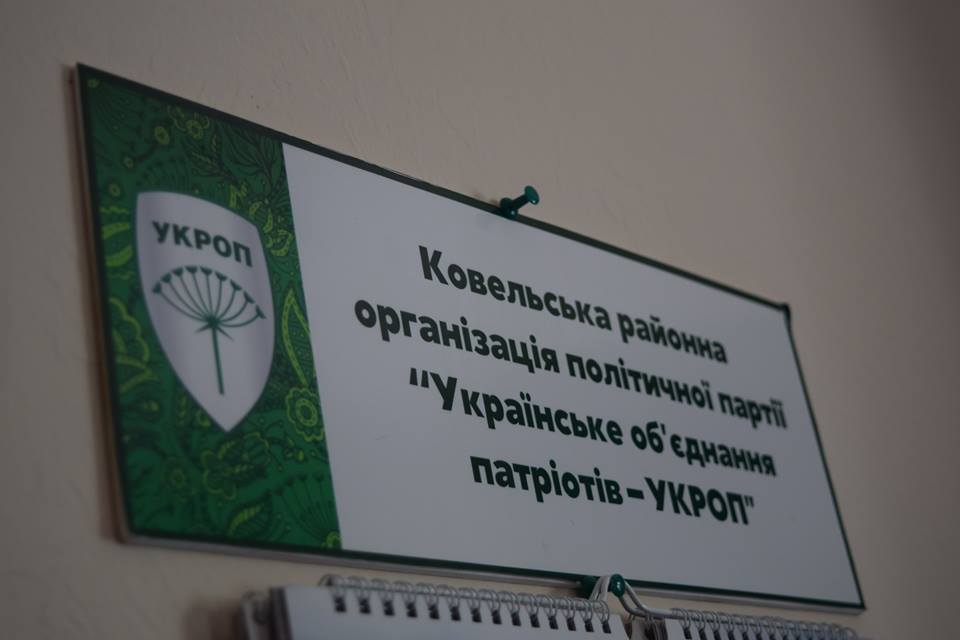 УКРОП
Ковельська районна
організація політичної партії
“Українське об'єднання
патріотів – УКРОП"